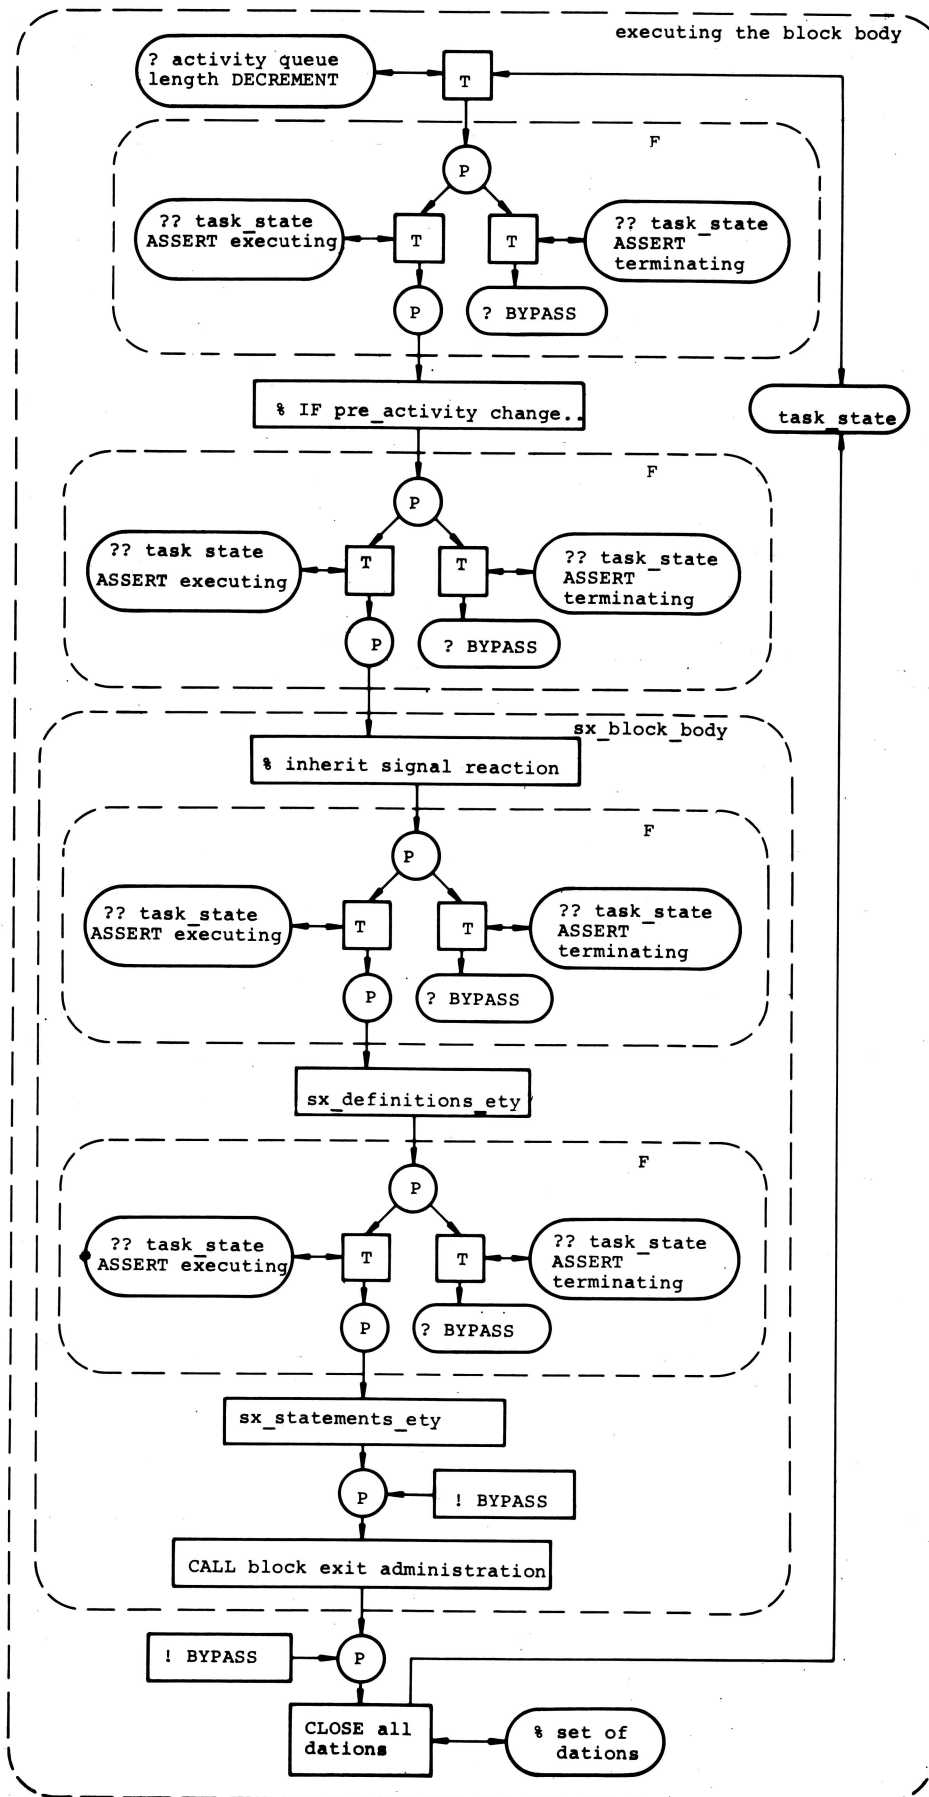 executing the block body
? activity queue
length DECREMENT
T
F
P
?? task_state
ASSERT executing
T
T
?? task_state
ASSERT
terminating
P
? BYPASS
% IF pre_activity change..
task_state
F
P
?? task state
ASSERT executing
T
T
?? task_state
ASSERT
terminating
P
? BYPASS
sx_block_body
% inherit signal reaction
F
P
?? task_state
ASSERT executing
T
T
?? task_state
ASSERT
terminating
P
? BYPASS
sx_definitions_ety
F
P
?? task_state
ASSERT executing
T
T
?? task_state
ASSERT
terminating
P
? BYPASS
sx_statements_ety
P
! BYPASS
CALL block exit administration
! BYPASS
P
CLOSE all
dations
% set of
dations